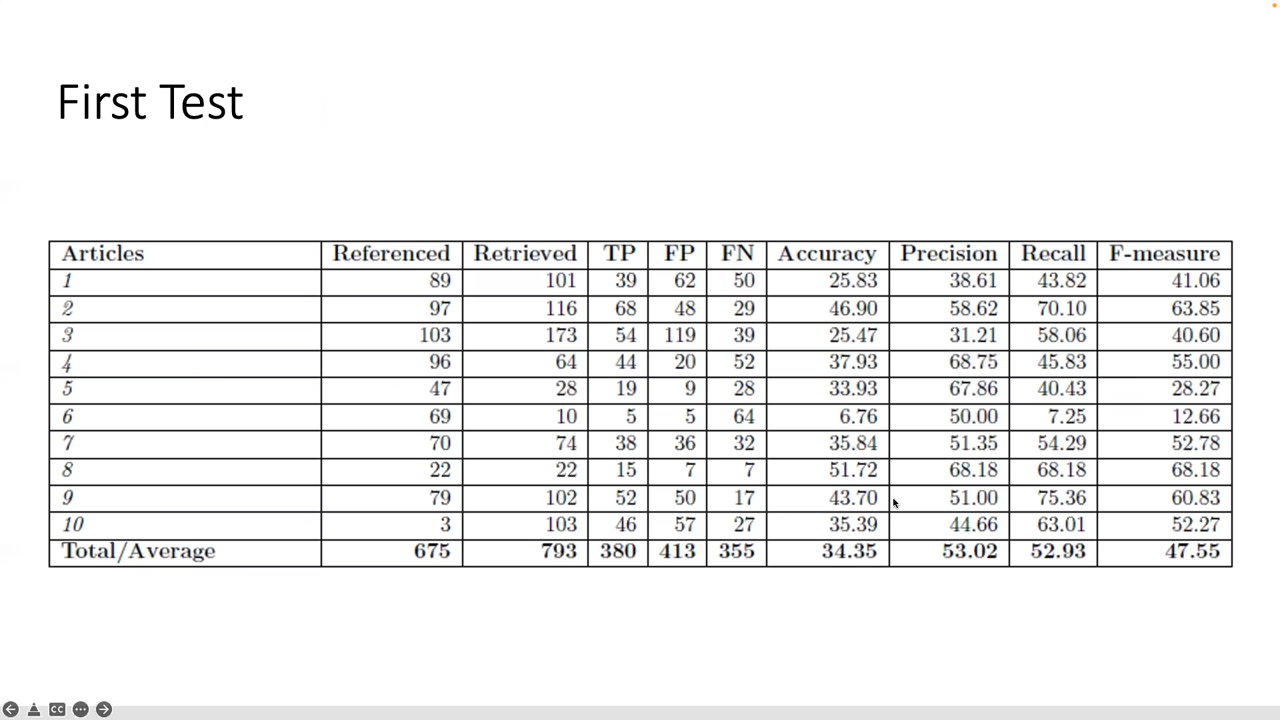 First Test
Articles Referenced Retrieved TP FP FN Accuracy Precision Recall F-measure
1 89 101 39 62 50 25.83 38.61 43.82 41.06
2 97 116 68 48 29 46.90 58.62 70.10 63.85
3 103 173 54 119 39 25.47 31.21 58.06 40.60
4 96 64 44 20 52 37.93 68.75 45.83 55.00
5 47 28 19 9 28 33.93 67.86 40.43 28.27
6 69 10 5 5 64 6.76 50.00 7.25 12.66
7 70 74 38 36 32 35.84 51.35 54.29 52.78
8 22 22 15 7 7 51.72 68.18 68.18 68.18
9 79 102 52 50 17 43.70 51.00 75.36 60.83
10 3 103 46 57 27 35.39 44.66 63.01 52.27
Total/Average 675 793 380 413 355 34.35 53.02 52.93 47.55
CC